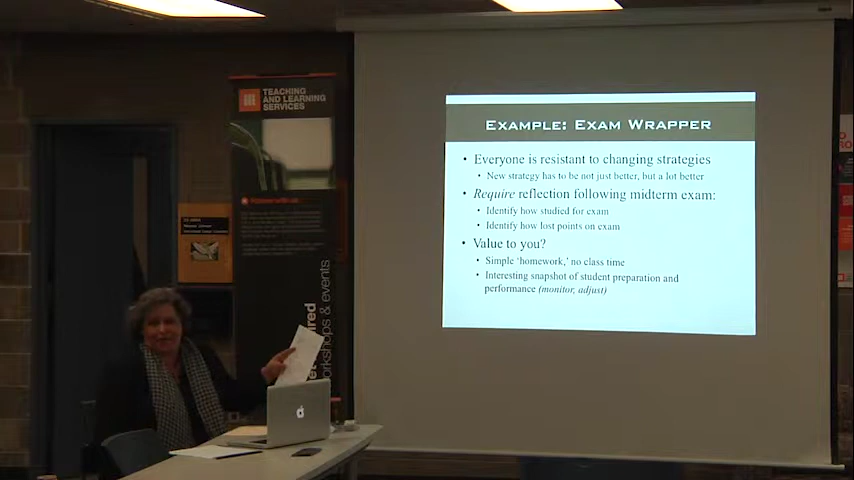 TEACHING
AND LEARNING
SERVICES
workshops & events
EXAMPLE: EXAM WRAPPER
• Everyone is resistant to changing strategies
• New strategy has to be not just better, but a lot better
• Require reflection following midterm exam:
• Identify how studied for exam
• Identify how lost points on exam
• Value to you?
• Simple ‘homework,’ no class time
• Interesting snapshot of student preparation and
performance (monitor, adjust)